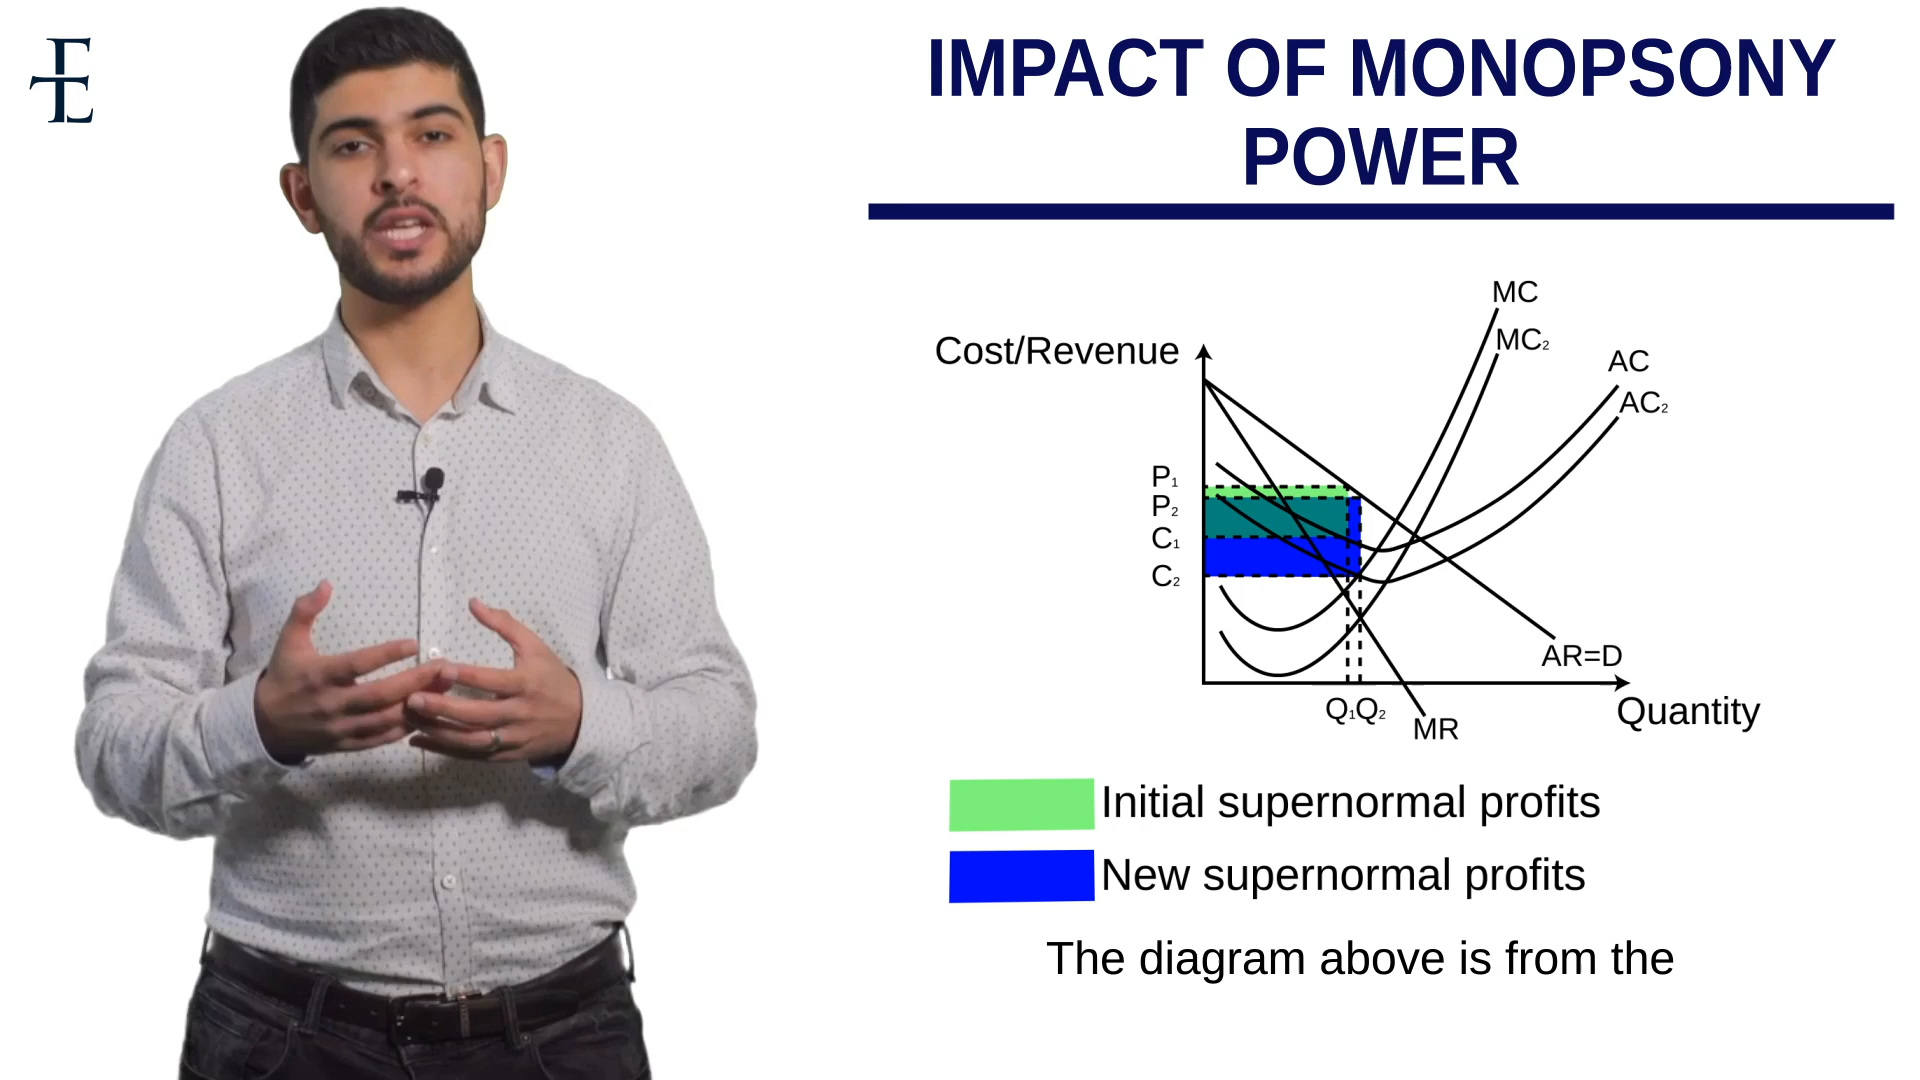 IMPACT OF MONOPSONY
POWER
MC
MC₂
Cost/Revenue
AC
AC₂
P₁
P₂
C₁
C₂
AR=D
Q₁Q₂
MR
Quantity
Initial supernormal profits
New supernormal profits
The diagram above is from the